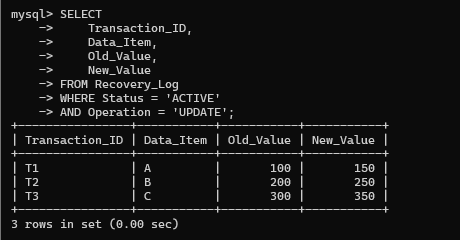 mysql> SELECT
    ->     Transaction_ID,
    ->     Data_Item,
    ->     Old_Value,
    ->     New_Value
    -> FROM Recovery_Log
    -> WHERE Status = 'ACTIVE'
    -> AND Operation = 'UPDATE';
+----------------+-----------+-----------+-----------+
| Transaction_ID | Data_Item | Old_Value | New_Value |
+----------------+-----------+-----------+-----------+
| T1             | A         |       100 |       150 |
| T2             | B         |       200 |       250 |
| T3             | C         |       300 |       350 |
+----------------+-----------+-----------+-----------+
3 rows in set (0.00 sec)